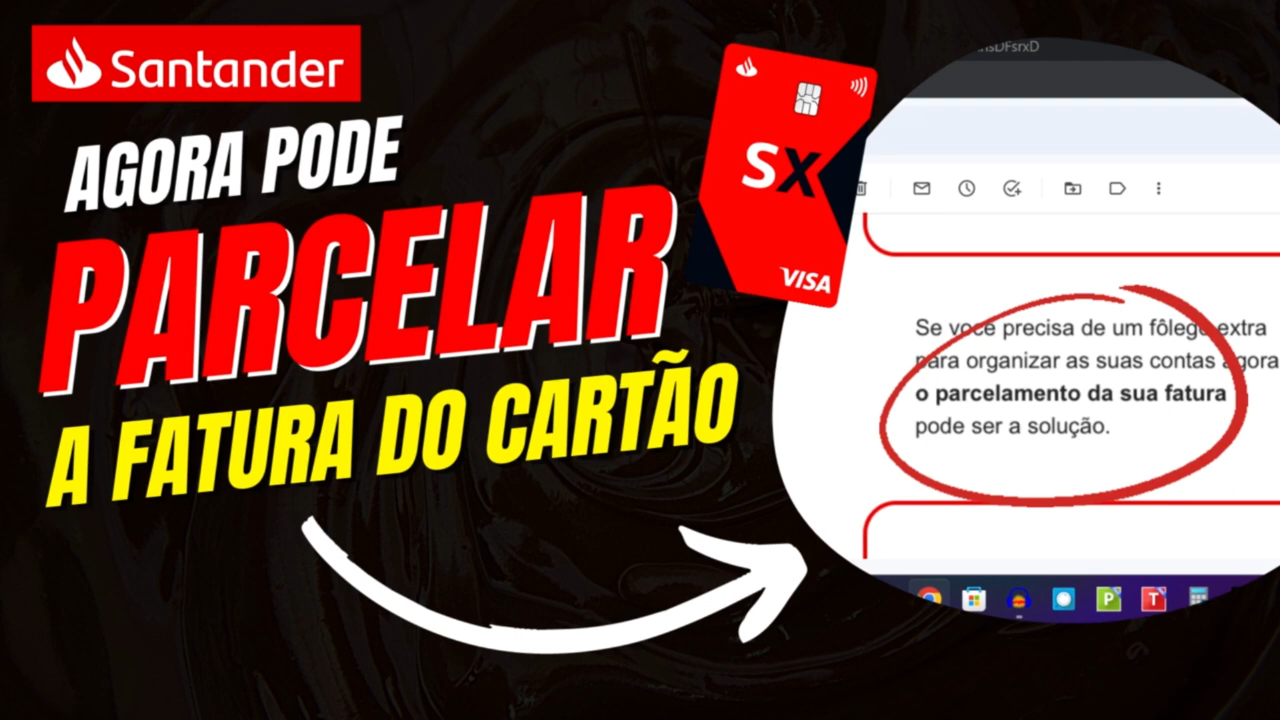 Santander
AGORA PODE
PARCELAR
A FATURA DO CARTÃO
SX
VISA
Se você precisa de um fôlego extra
para organizar as suas contas agora
o parcelamento da sua fatura
pode ser a solução.
P
T